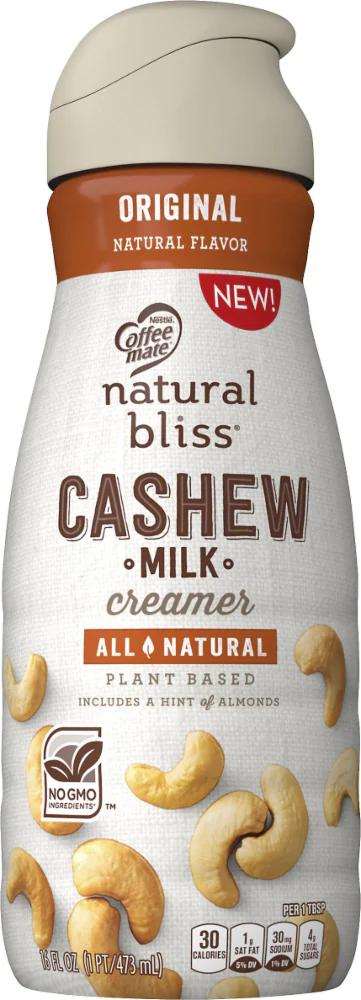 ORIGINAL
NATURAL FLAVOR
NEW!
Nestlé
Coffee
mate®
natural
bliss®
CASHEW
•MILK•
creamer
ALL NATURAL
PLANT BASED
INCLUDES A HINT of ALMONDS
NO GMO
INGREDIENTS* TM
PER 1 TBSP
30
CALORIES
1g
SAT FAT
5% DV
30mg
SODIUM
1% DV
4g
TOTAL
SUGARS
16 FL OZ (1 PT/473 mL)